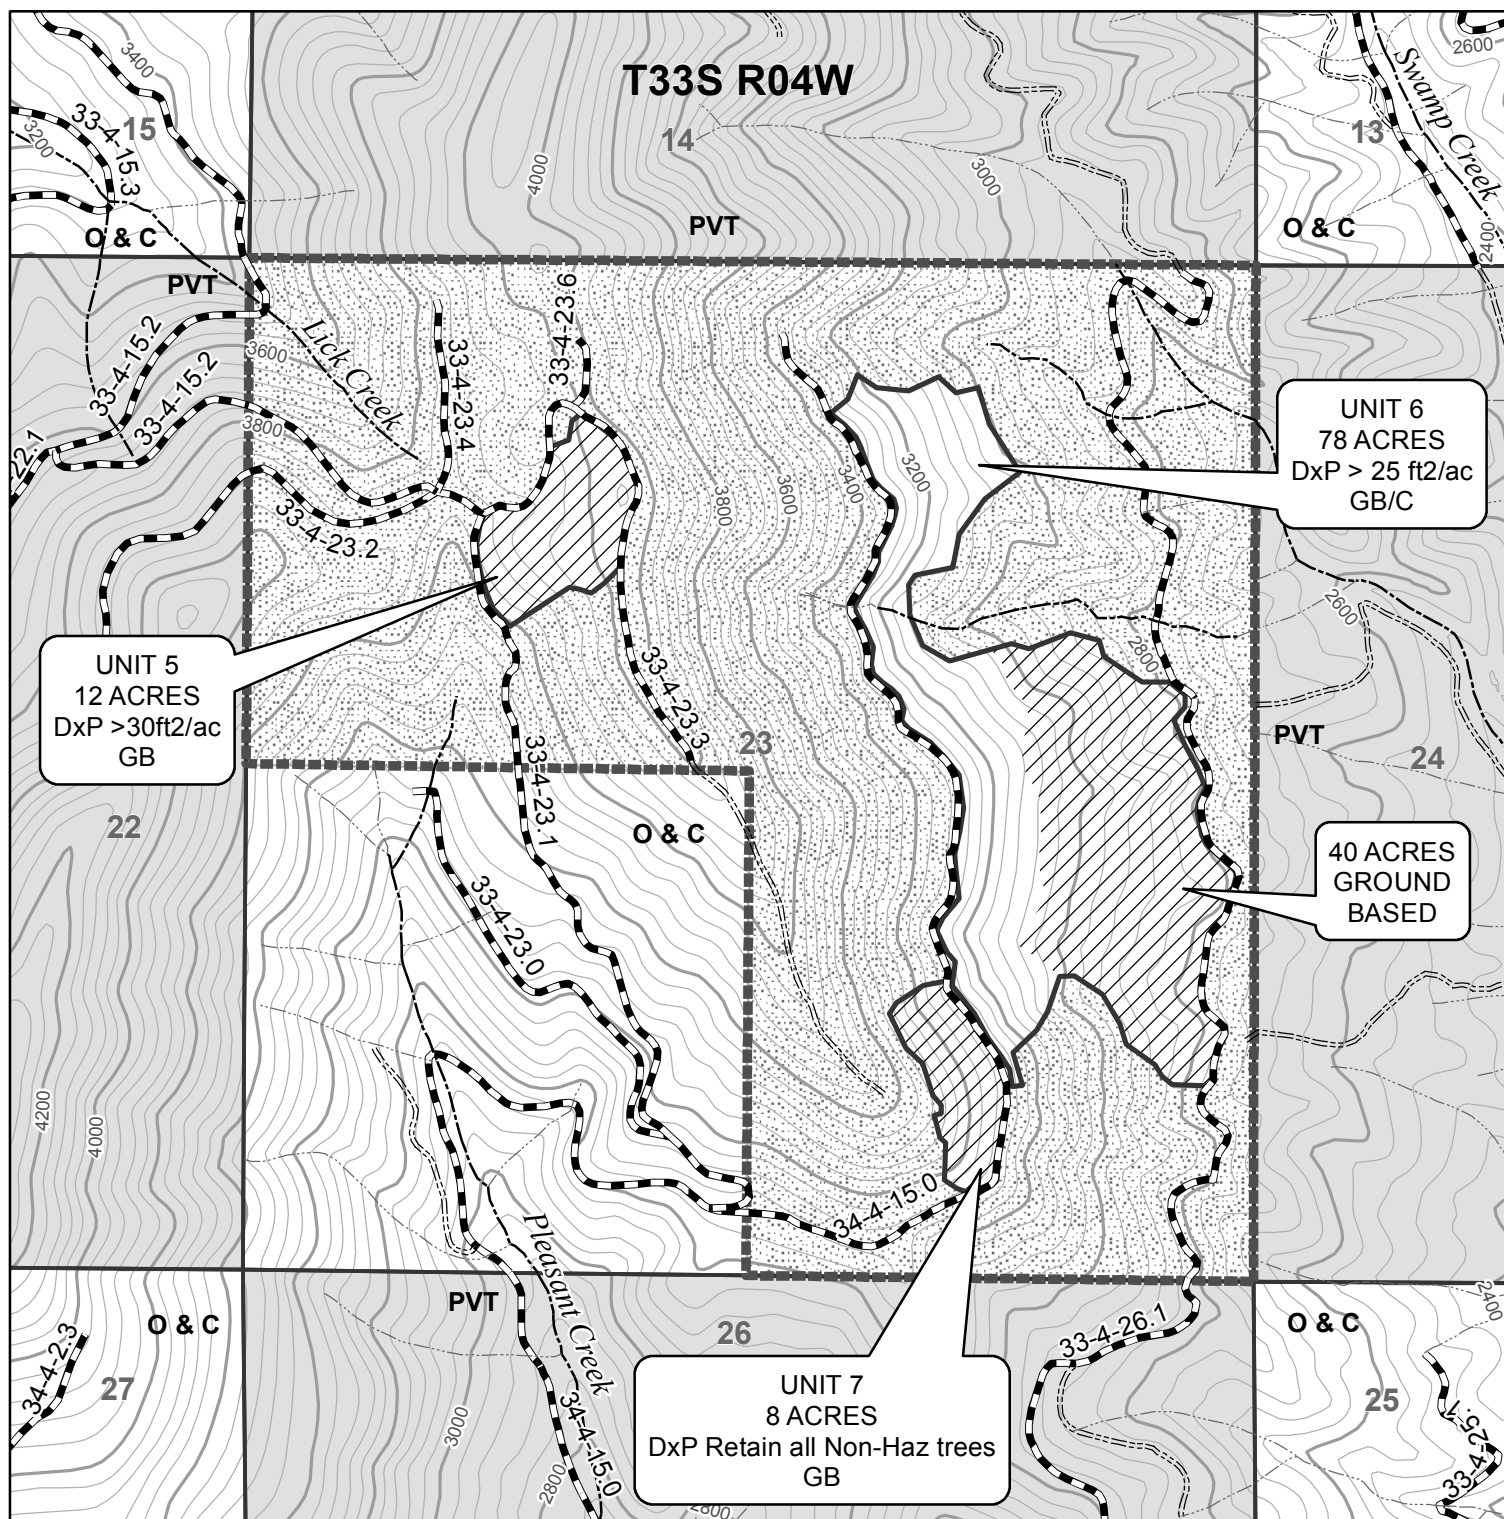 T33S R04W
3400
33-4-15.3
15
3200
O & C
14
4000
3000
PVT
13
Swamp Creek
2600
O & C
2400
PVT
33-4-15.2
33-4-15.2
3600
Lick Creek
3800
33-4-23.4
33-4-23.6
-22.1
33-4-23.2
3800
3600
3400
3200
UNIT 6
78 ACRES
DxP > 25 ft2/ac
GB/C
2600
2800
UNIT 5
12 ACRES
DxP >30ft2/ac
GB
33-4-23.3
23
PVT
24
33-4-23.1
22
O & C
40 ACRES
GROUND
BASED
33-4-23.0
4200
4000
34-4-15.0
Pleasant Creek
PVT
O & C
34-4-2.3
27
3000
34-4-15.0
2800
26
UNIT 7
8 ACRES
DxP Retain all Non-Haz trees
GB
2800
33-4-26.1
O & C
2400
25
33-4-25.1